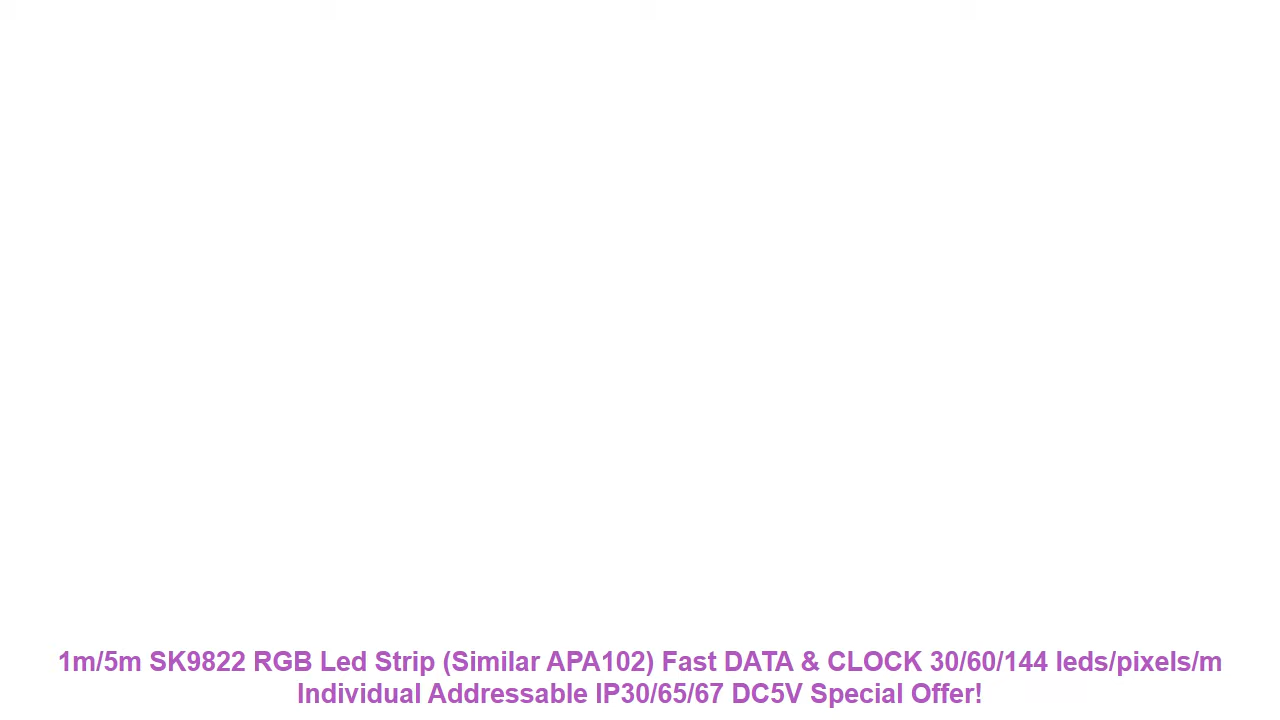 1m/5m SK9822 RGB Led Strip (Similar APA102) Fast DATA & CLOCK 30/60/144 leds/pixels/m
Individual Addressable IP30/65/67 DC5V Special Offer!